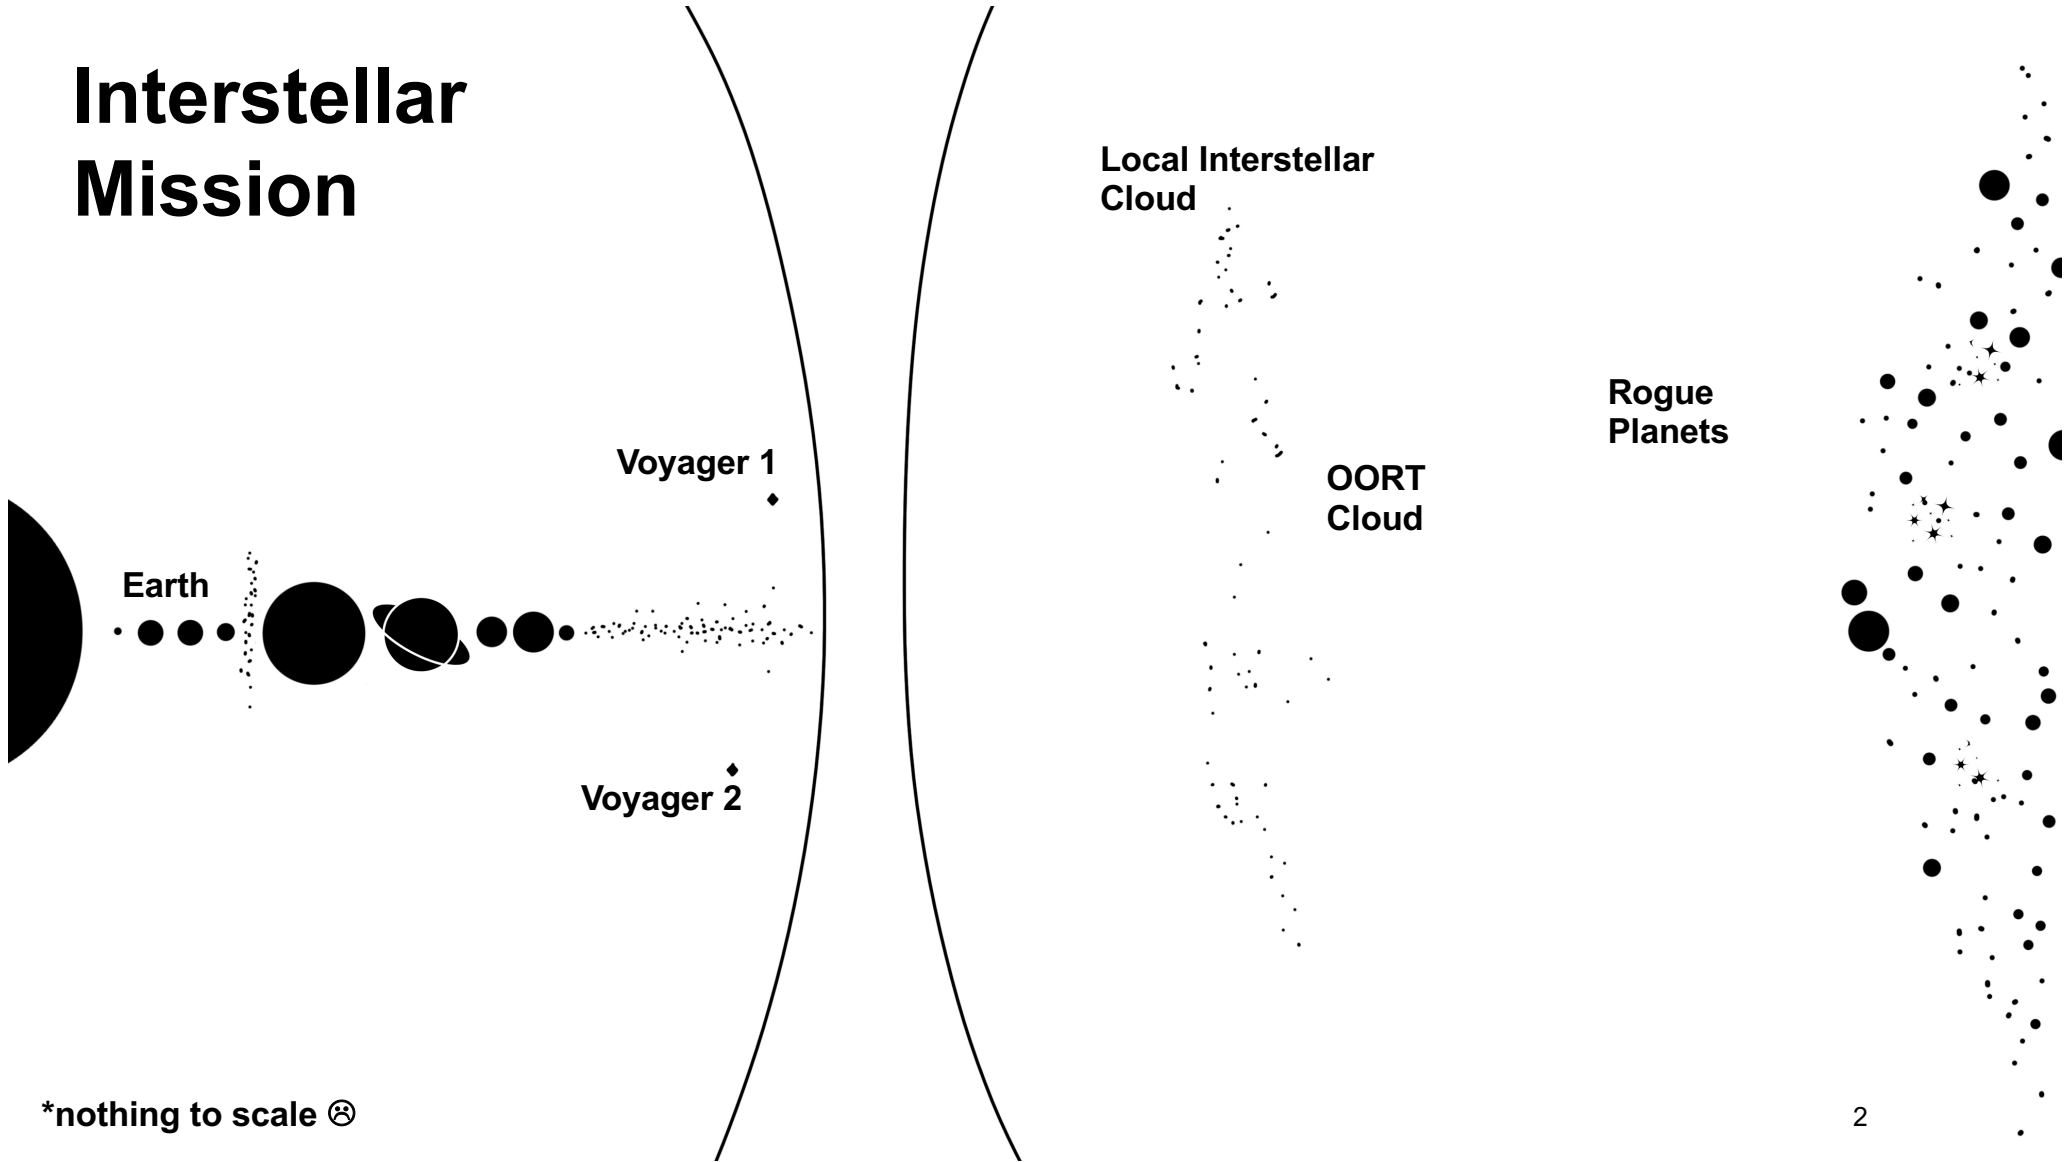 Interstellar
Mission
Local Interstellar
Cloud
Rogue
Planets
Voyager 1
OORT
Cloud
Earth
Voyager 2
*nothing to scale ☹
2